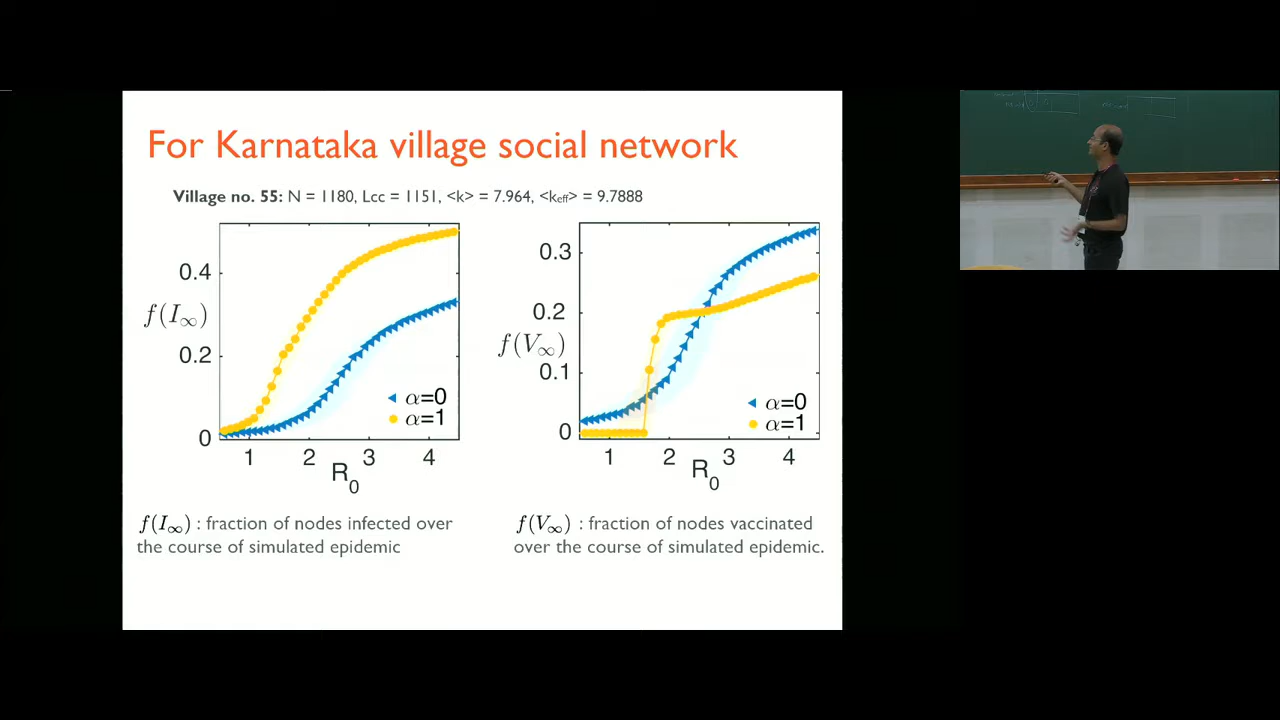 For Karnataka village social network
Village no. 55: N = 1180, Lcc = 1151, <k> = 7.964, <keff> = 9.7888
0.4
f(I∞)
0.2
0
α=0
α=1
1 2 3 4
R0
0.3
0.2
f(V∞)
0.1
0
α=0
α=1
1 2 3 4
R0
f(I∞) : fraction of nodes infected over
the course of simulated epidemic
f(V∞) : fraction of nodes vaccinated
over the course of simulated epidemic.